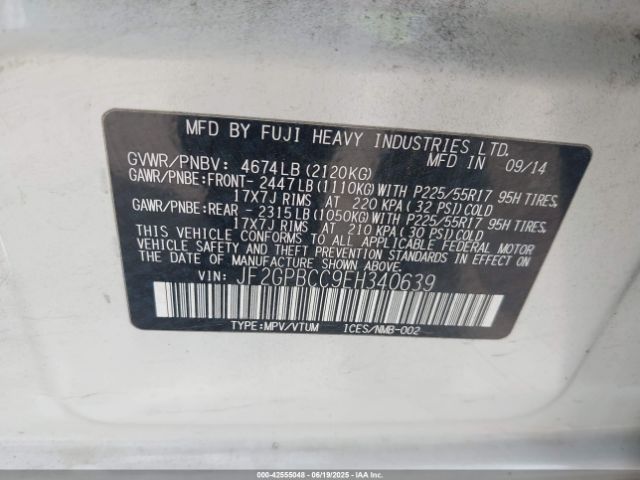 MFD BY FUJI HEAVY INDUSTRIES LTD.
MFD IN 09/14
GVWR/PNBV: 4674LB(2120KG)
GAWR/PNBE:FRONT- 2447LB(1110KG)WITH P225/55R17 95H TIRES,
17X7J RIMS AT 220 KPA(32 PSI)COLD
GAWR/PNBE:REAR - 2315LB(1050KG)WITH P225/55R17 95H TIRES,
17X7J RIMS AT 210 KPA(30 PSI)COLD
THIS VEHICLE CONFORMS TO ALL APPLICABLE FEDERAL MOTOR
VEHICLE SAFETY AND THEFT PREVENTION STANDARDS IN EFFECT ON
THE DATE OF MANUFACTURE SHOWN ABOVE.
VIN: JF2GPBCC9EH340639
TYPE:MPV/VTUM ICES/NMB-002
000-42555048 - 06/19/2025 - IAAI.COM